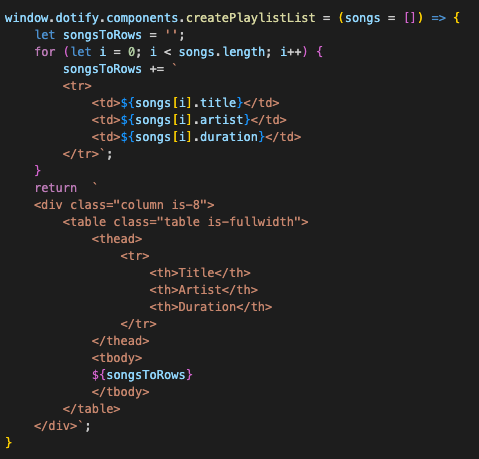 window.dotify.components.createPlaylistList = (songs = []) => {
    let songsToRows = '';
    for (let i = 0; i < songs.length; i++) {
        songsToRows += `
        <tr>
            <td>${songs[i].title}</td>
            <td>${songs[i].artist}</td>
            <td>${songs[i].duration}</td>
        </tr>`;
    }
    return  `
    <div class="column is-8">
        <table class="table is-fullwidth">
            <thead>
                <tr>
                    <th>Title</th>
                    <th>Artist</th>
                    <th>Duration</th>
                </tr>
            </thead>
            <tbody>
            ${songsToRows}
            </tbody>
        </table>
    </div>`;
}